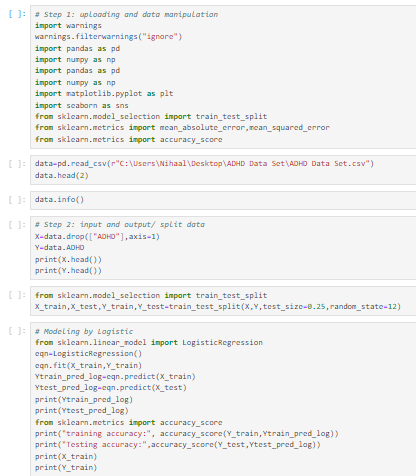 [ ]: # Step 1: uploading and data manipulation
import warnings
warnings.filterwarnings("ignore")
import pandas as pd
import numpy as np
import pandas as pd
import numpy as np
import matplotlib.pyplot as plt
import seaborn as sns
from sklearn.model_selection import train_test_split
from sklearn.metrics import mean_absolute_error,mean_squared_error
from sklearn.metrics import accuracy_score
[ ]: data=pd.read_csv(r"C:\Users\Nihaal\Desktop\ADHD Data Set\ADHD Data Set.csv")
data.head(2)
[ ]: data.info()
[ ]: # Step 2: input and output/ split data
X=data.drop(["ADHD"],axis=1)
Y=data.ADHD
print(X.head())
print(Y.head())
[ ]: from sklearn.model_selection import train_test_split
X_train,X_test,Y_train,Y_test=train_test_split(X,Y,test_size=0.25,random_state=12)
[ ]: # Modeling by Logistic
from sklearn.linear_model import LogisticRegression
eqn=LogisticRegression()
eqn.fit(X_train,Y_train)
Ytrain_pred_log=eqn.predict(X_train)
Ytest_pred_log=eqn.predict(X_test)
print(Ytrain_pred_log)
print(Ytest_pred_log)
from sklearn.metrics import accuracy_score
print("training accuracy:", accuracy_score(Y_train,Ytrain_pred_log))
print("Testing accuracy:",accuracy_score(Y_test,Ytest_pred_log))
print(X_train)
print(Y_train)